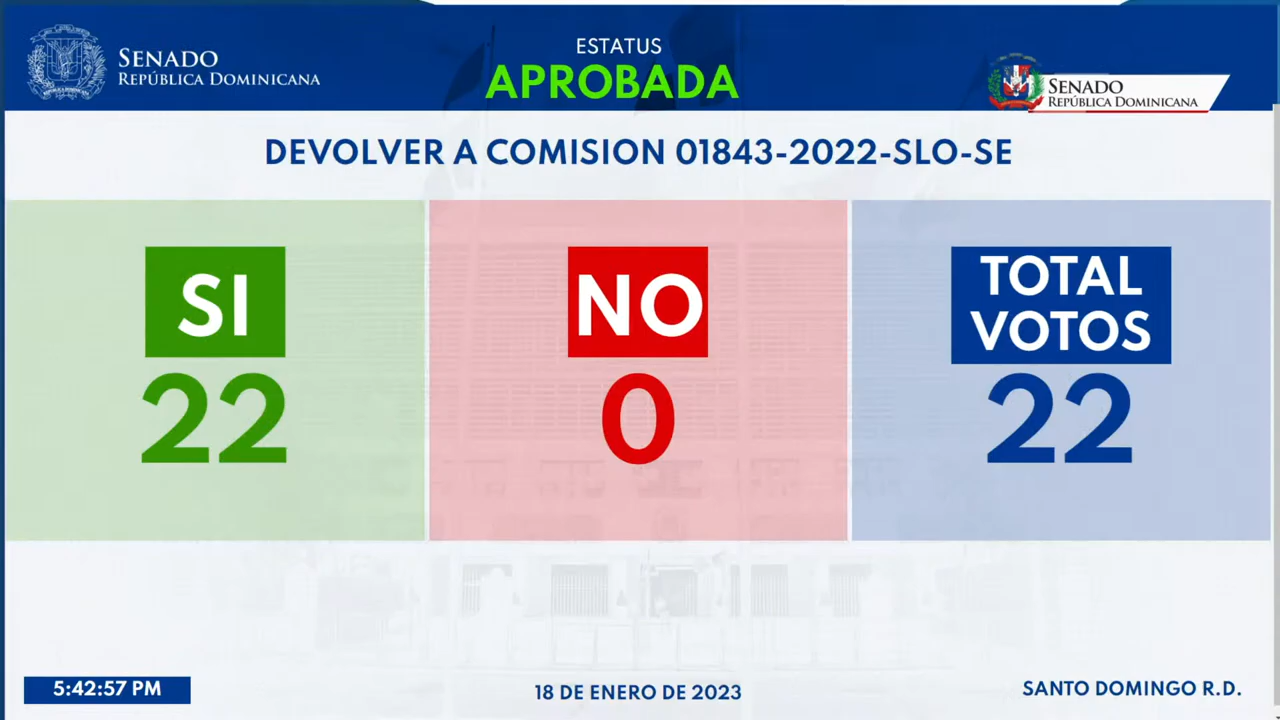 SENADO
REPÚBLICA DOMINICANA
ESTATUS
APROBADA
SENADO
REPÚBLICA DOMINICANA
DEVOLVER A COMISION 01843-2022-SLO-SE
SI
22
NO
0
TOTAL
VOTOS
22
5:42:57 PM
18 DE ENERO DE 2023
SANTO DOMINGO R.D.